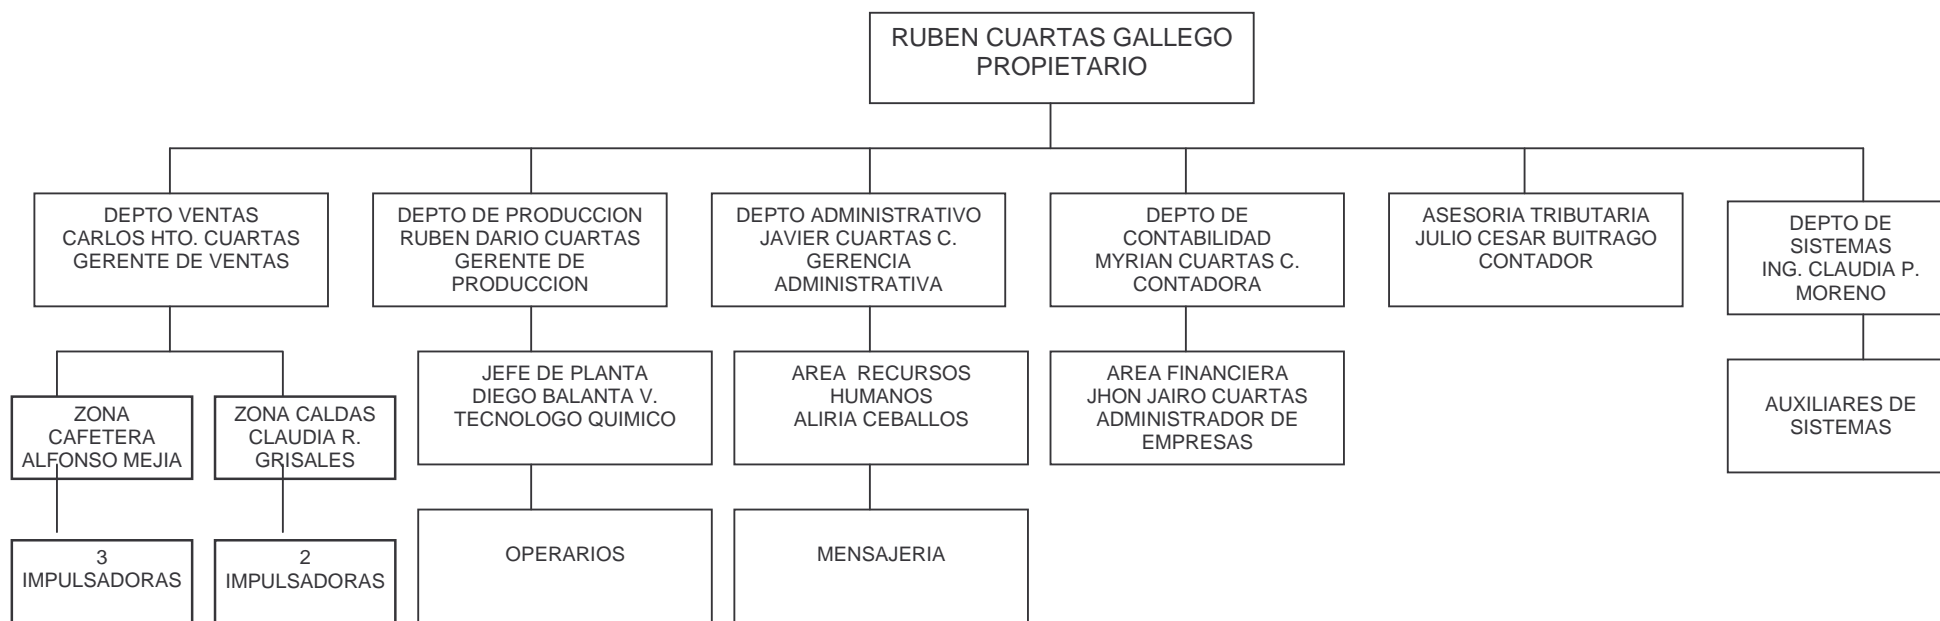 RUBEN CUARTAS GALLEGO
PROPIETARIO
DEPTO VENTAS
CARLOS HTO. CUARTAS
GERENTE DE VENTAS
DEPTO DE PRODUCCION
RUBEN DARIO CUARTAS
GERENTE DE
PRODUCCION
DEPTO ADMINISTRATIVO
JAVIER CUARTAS C.
GERENCIA
ADMINISTRATIVA
DEPTO DE
CONTABILIDAD
MYRIAN CUARTAS C.
CONTADORA
ASESORIA TRIBUTARIA
JULIO CESAR BUITRAGO
CONTADOR
DEPTO DE
SISTEMAS
ING. CLAUDIA P.
MORENO
ZONA
CAFETERA
ALFONSO MEJIA
ZONA CALDAS
CLAUDIA R.
GRISALES
JEFE DE PLANTA
DIEGO BALANTA V.
TECNOLOGO QUIMICO
AREA  RECURSOS
HUMANOS
ALIRIA CEBALLOS
AREA FINANCIERA
JHON JAIRO CUARTAS
ADMINISTRADOR DE
EMPRESAS
AUXILIARES DE
SISTEMAS
3
IMPULSADORAS
2
IMPULSADORAS
OPERARIOS
MENSAJERIA